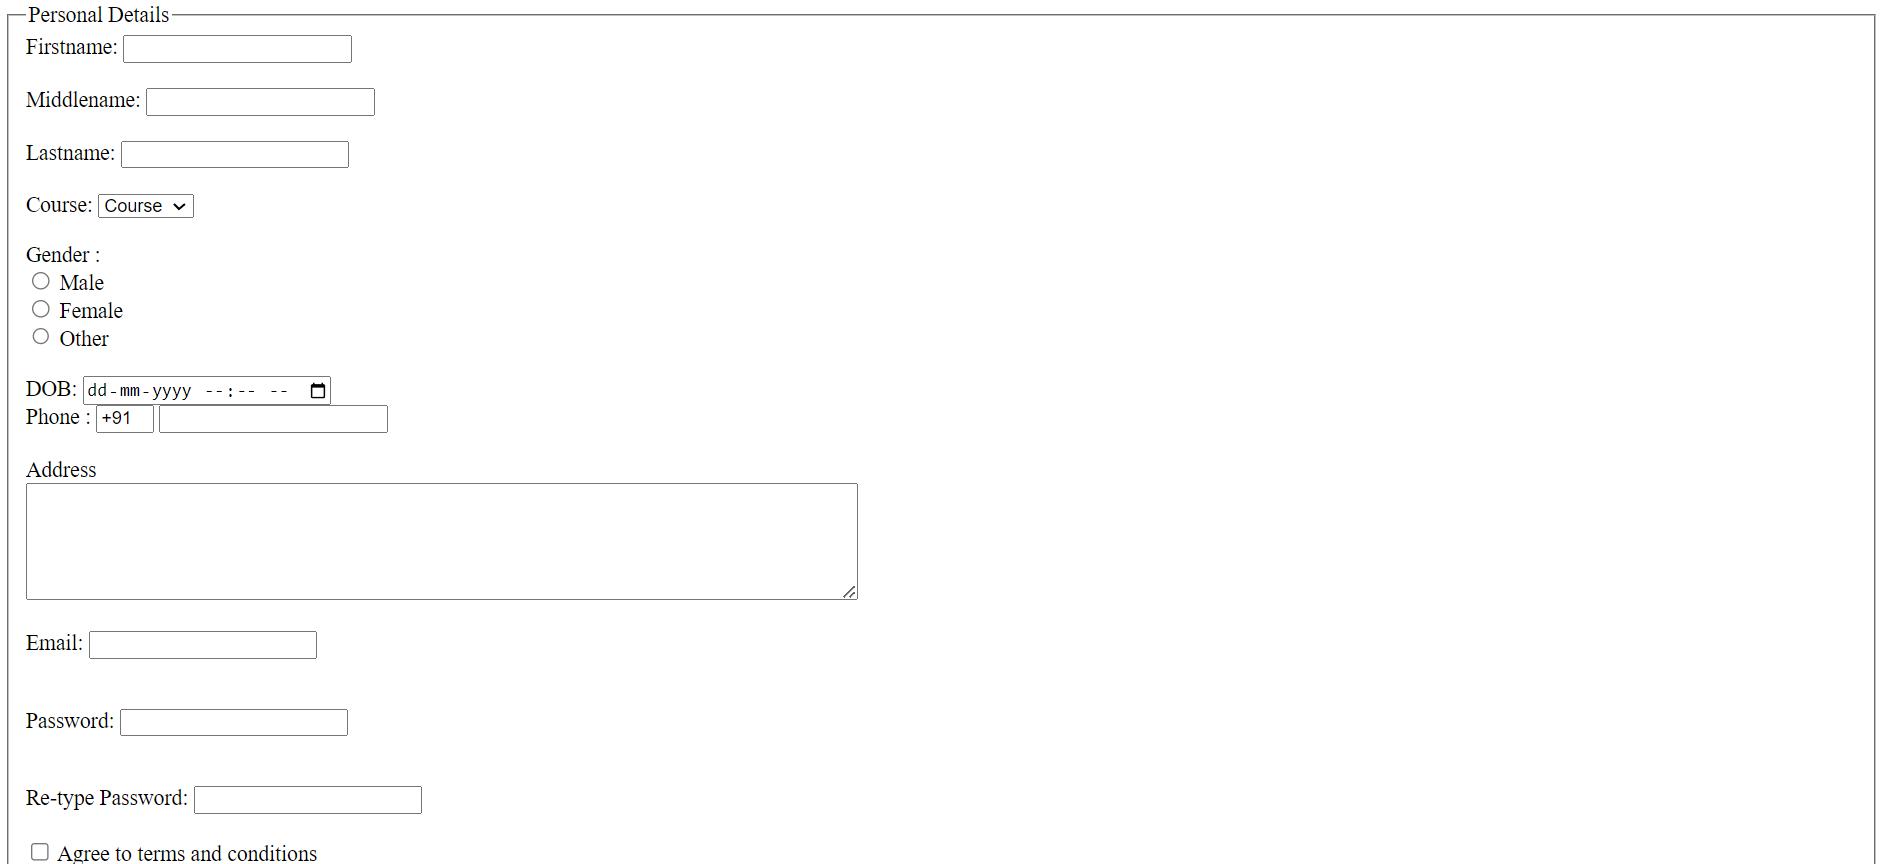 Personal Details
Firstname:
Middlename:
Lastname:
Course: Course
Gender :
Male
Female
Other
DOB: dd-mm-yyyy --:-- --
Phone : +91
Address
Email:
Password:
Re-type Password:
Agree to terms and conditions